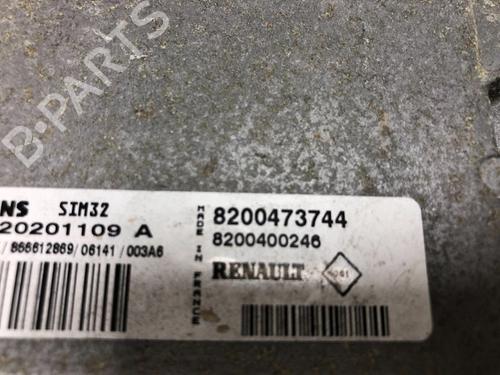 B-PARTS
NS SIM32
20201109 A
/ 866612869/06141/003A6
MADE IN FRANCE
8200473744
8200400246
RENAULT